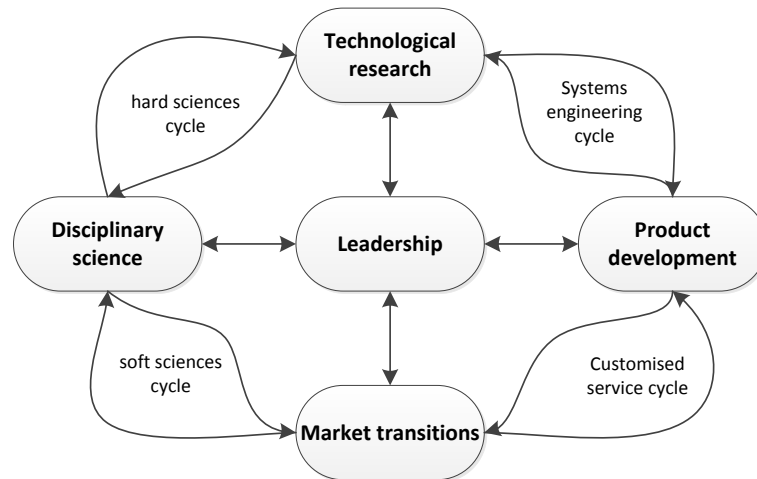 Technological
research
hard sciences
cycle
Systems
engineering
cycle
Disciplinary
science
Leadership
Product
development
soft sciences
cycle
Customised
service cycle
Market transitions